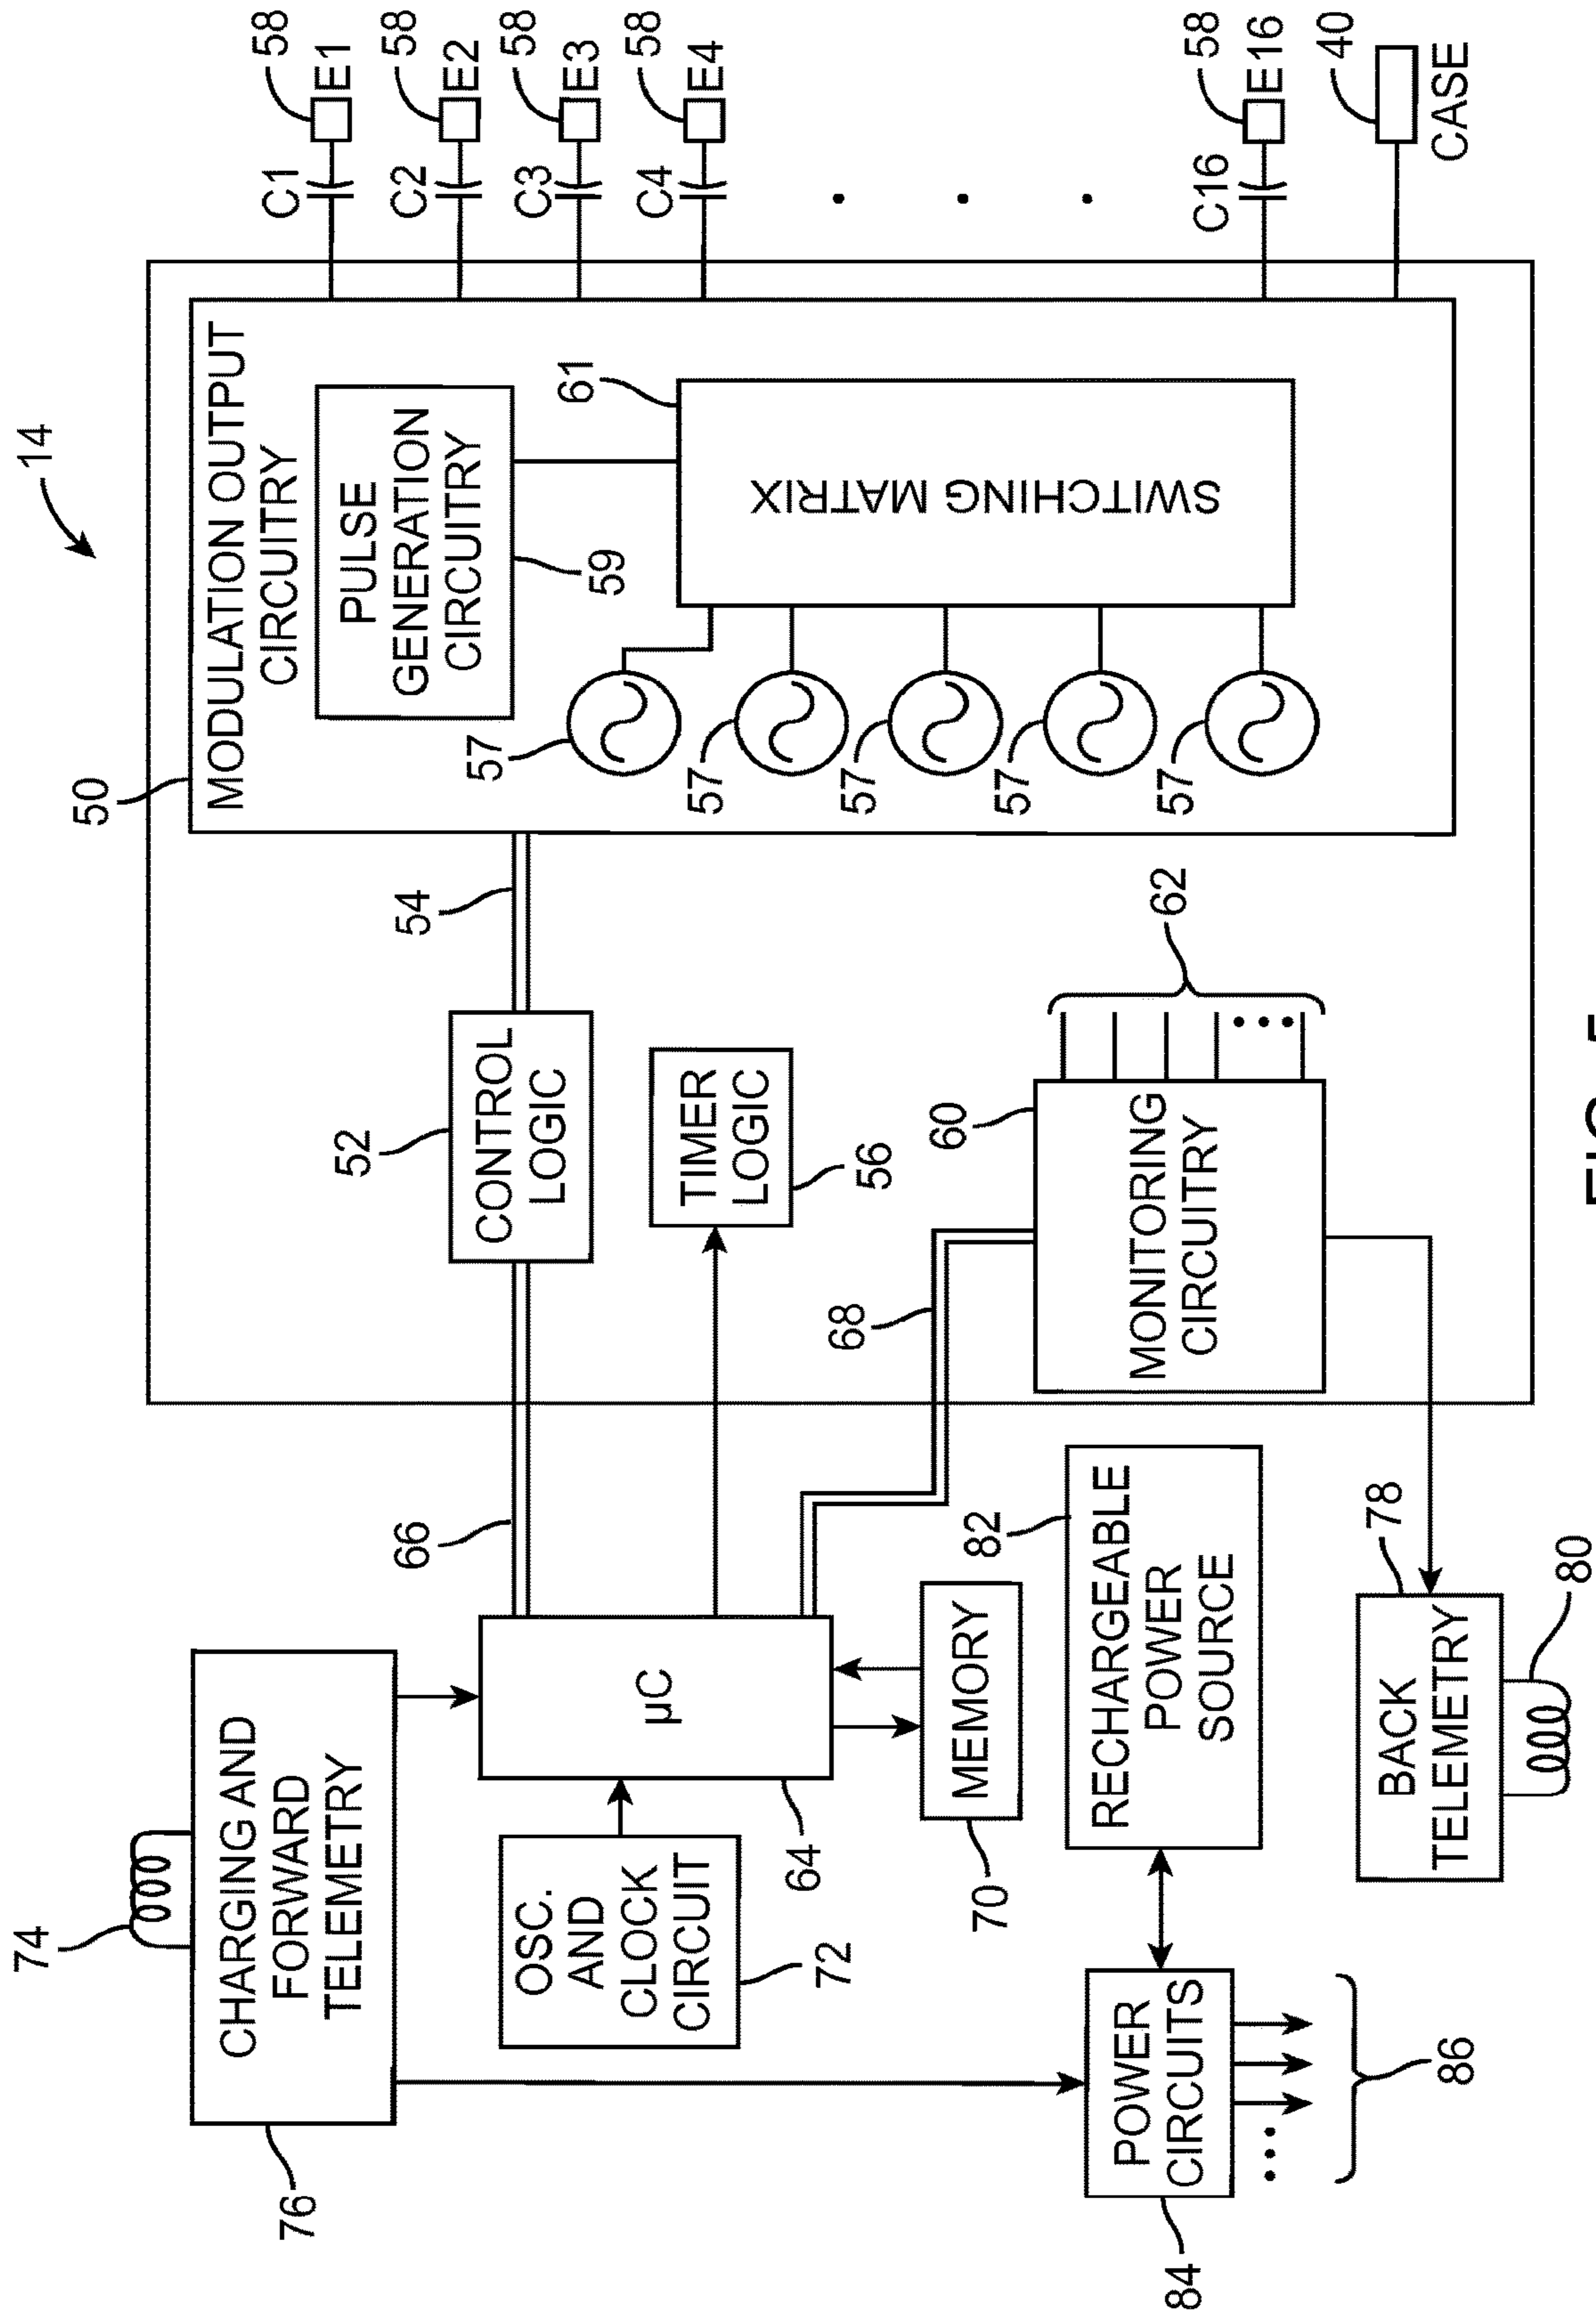 14
74
76
CHARGING AND
FORWARD
TELEMETRY
OSC.
AND
CLOCK
CIRCUIT
72
µC
64
66
MEMORY
70
68
CONTROL
LOGIC
52
54
TIMER
LOGIC
56
MONITORING
CIRCUITRY
60
62
RECHARGEABLE
POWER
SOURCE
82
POWER
CIRCUITS
84
86
BACK
TELEMETRY
78
80
50
MODULATION OUTPUT
CIRCUITRY
PULSE
GENERATION
CIRCUITRY
59
61
SWITCHING MATRIX
57
57
57
57
57
C1
58
E1
C2
58
E2
C3
58
E3
C4
58
E4
C16
58
E16
40
CASE